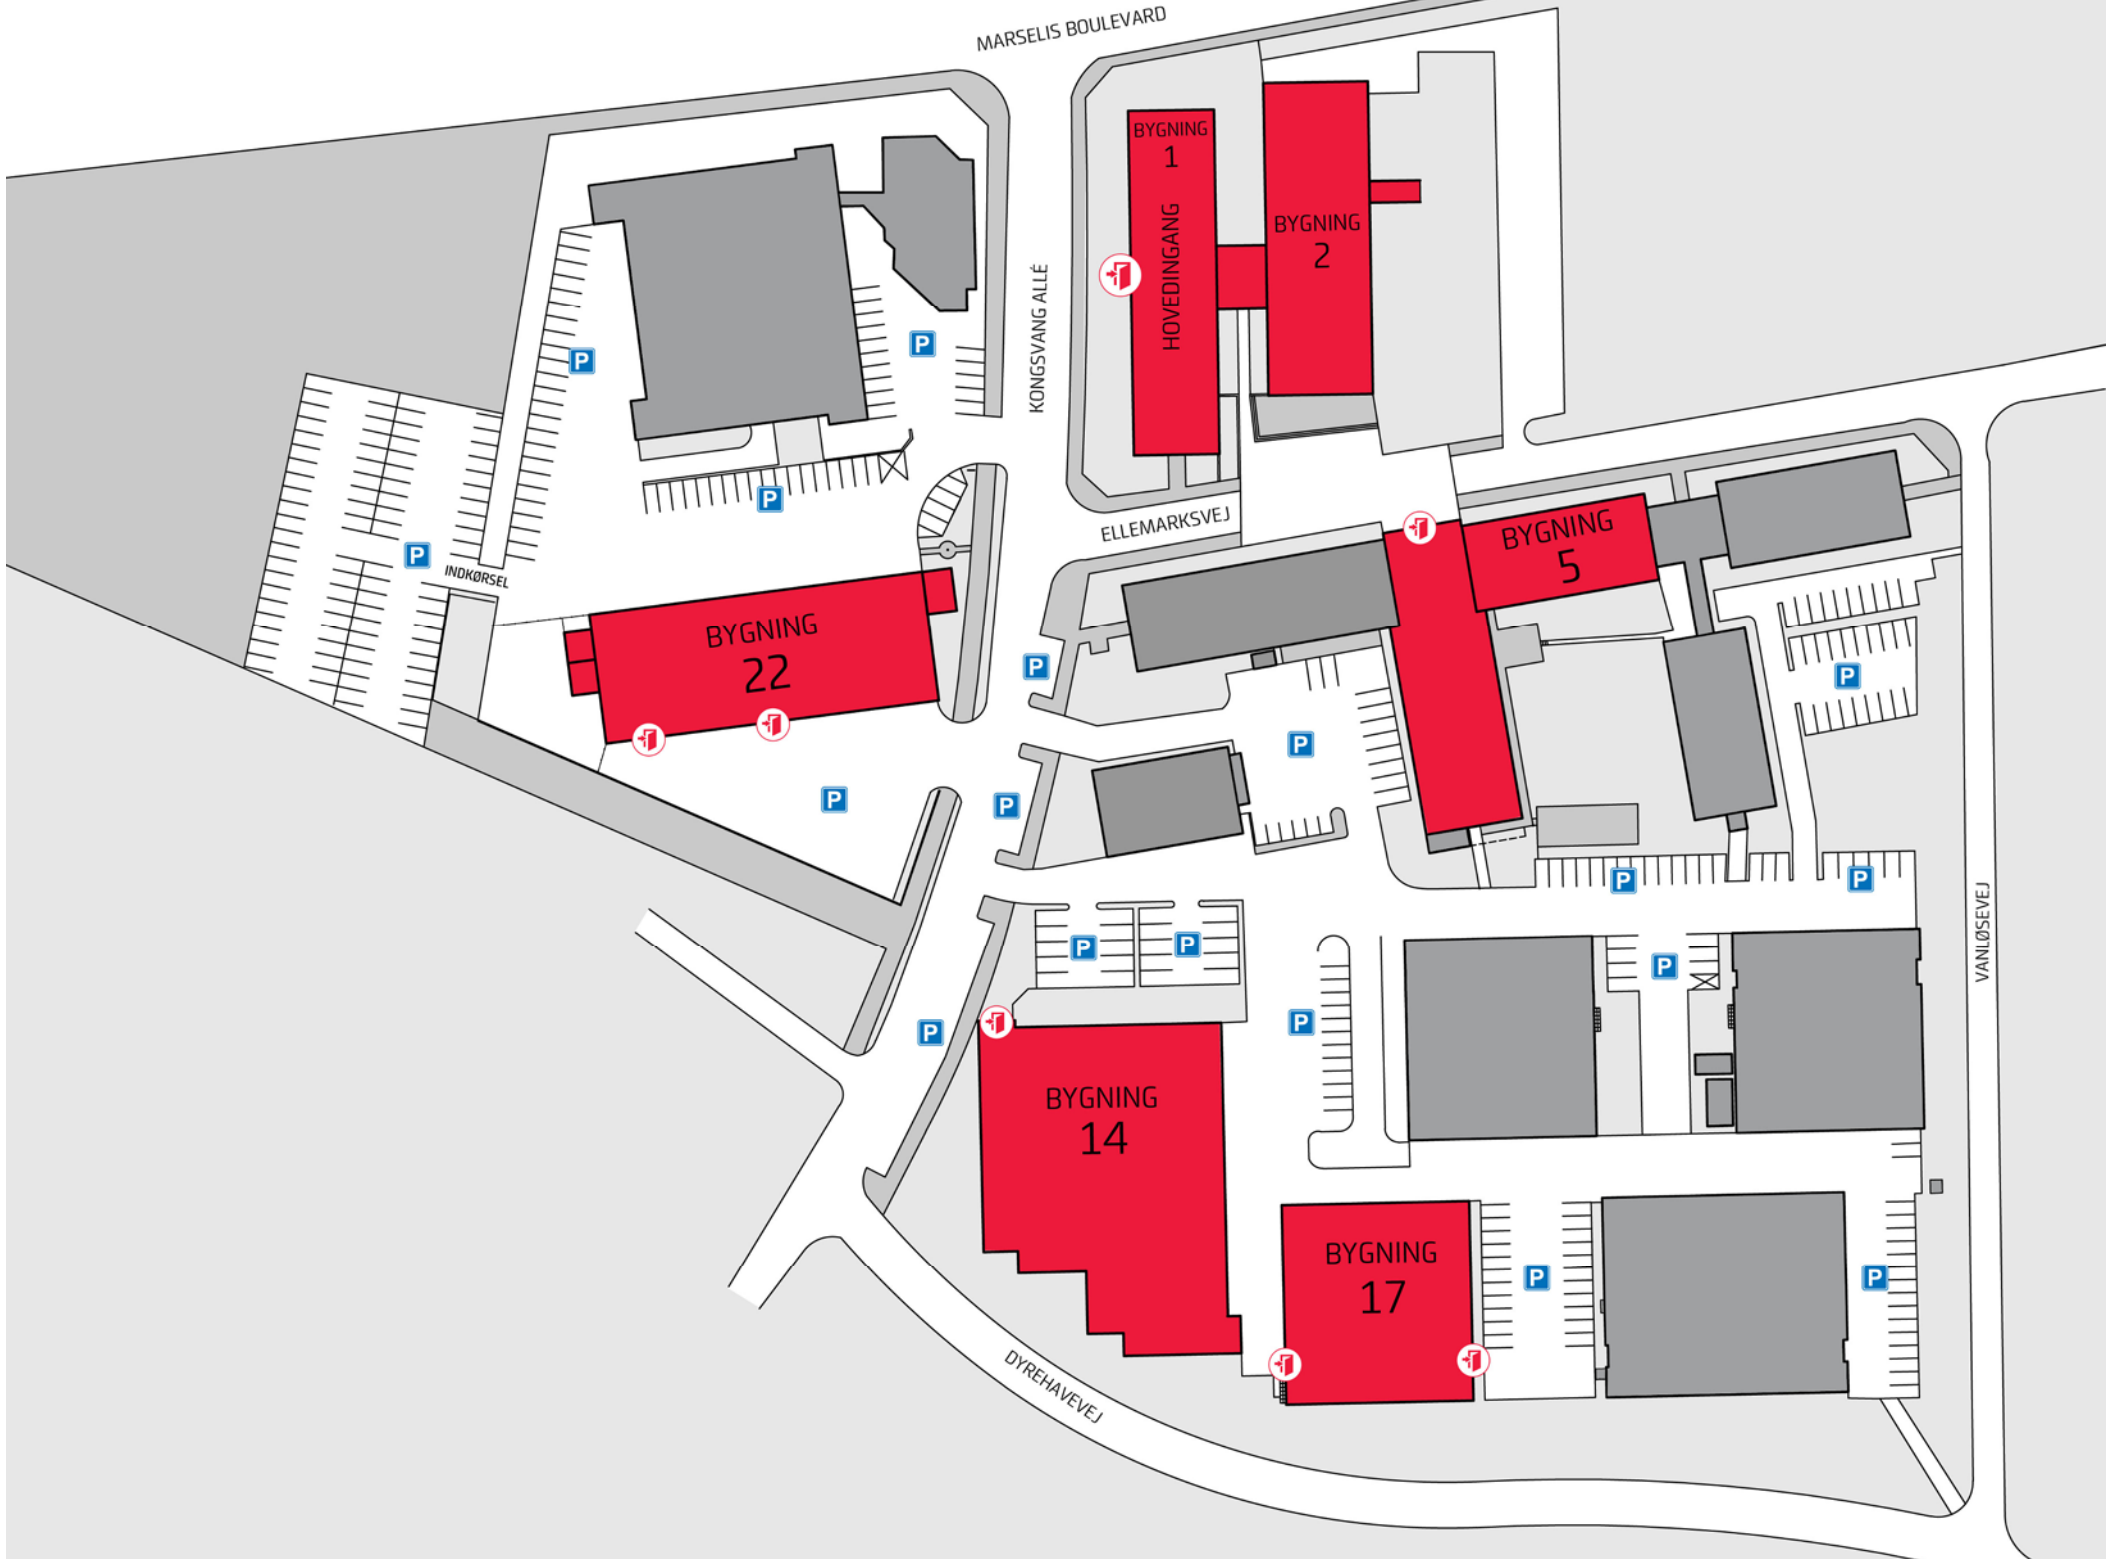 MARSELIS BOULEVARD
BYGNING
1
HOVEDINGANG
BYGNING
2
KONGSVANG ALLÉ
P
P
P
P
INDKØRSEL
ELLEMARKSVEJ
BYGNING
5
BYGNING
22
P
P
P
P
P
P
P
VANLØSEVEJ
P
P
P
P
P
BYGNING
14
BYGNING
17
P
P
DYREHAVEVEJ